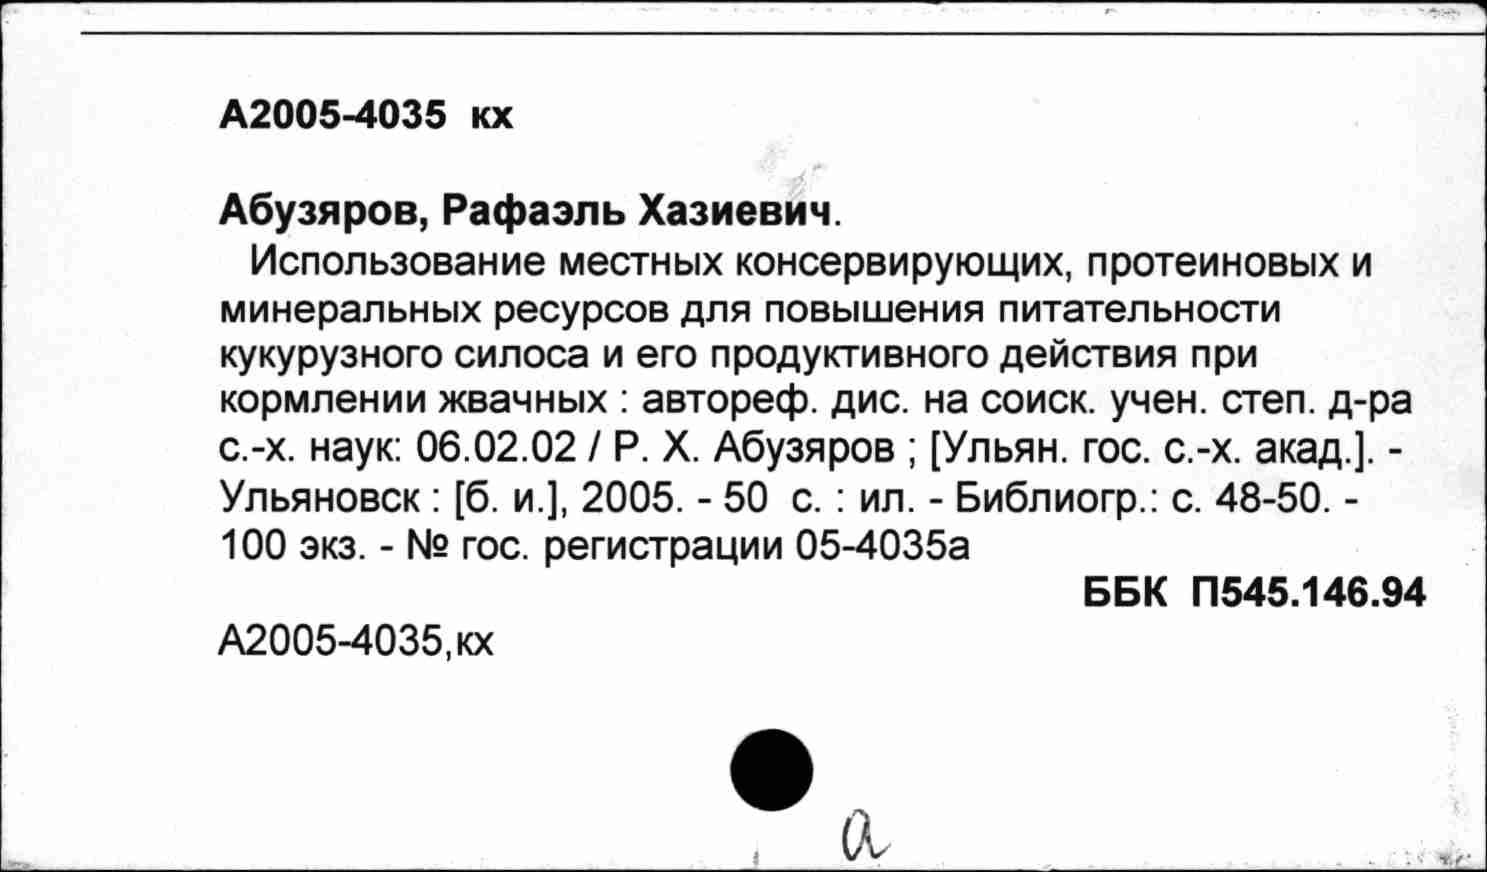 А2005-4035 кх
Абузяров, Рафаэль Хазиевич.
Использование местных консервирующих, протеиновых и
минеральных ресурсов для повышения питательности
кукурузного силоса и его продуктивного действия при
кормлении жвачных : автореф. дис. на соиск. учен. степ. д-ра
с.-х. наук: 06.02.02 / Р. Х. Абузяров ; [Ульян. гос. с.-х. акад.]. -
Ульяновск : [б. и.], 2005. - 50 с. : ил. - Библиогр.: с. 48-50. -
100 экз. - № гос. регистрации 05-4035а
ББК П545.146.94
А2005-4035,кх
а